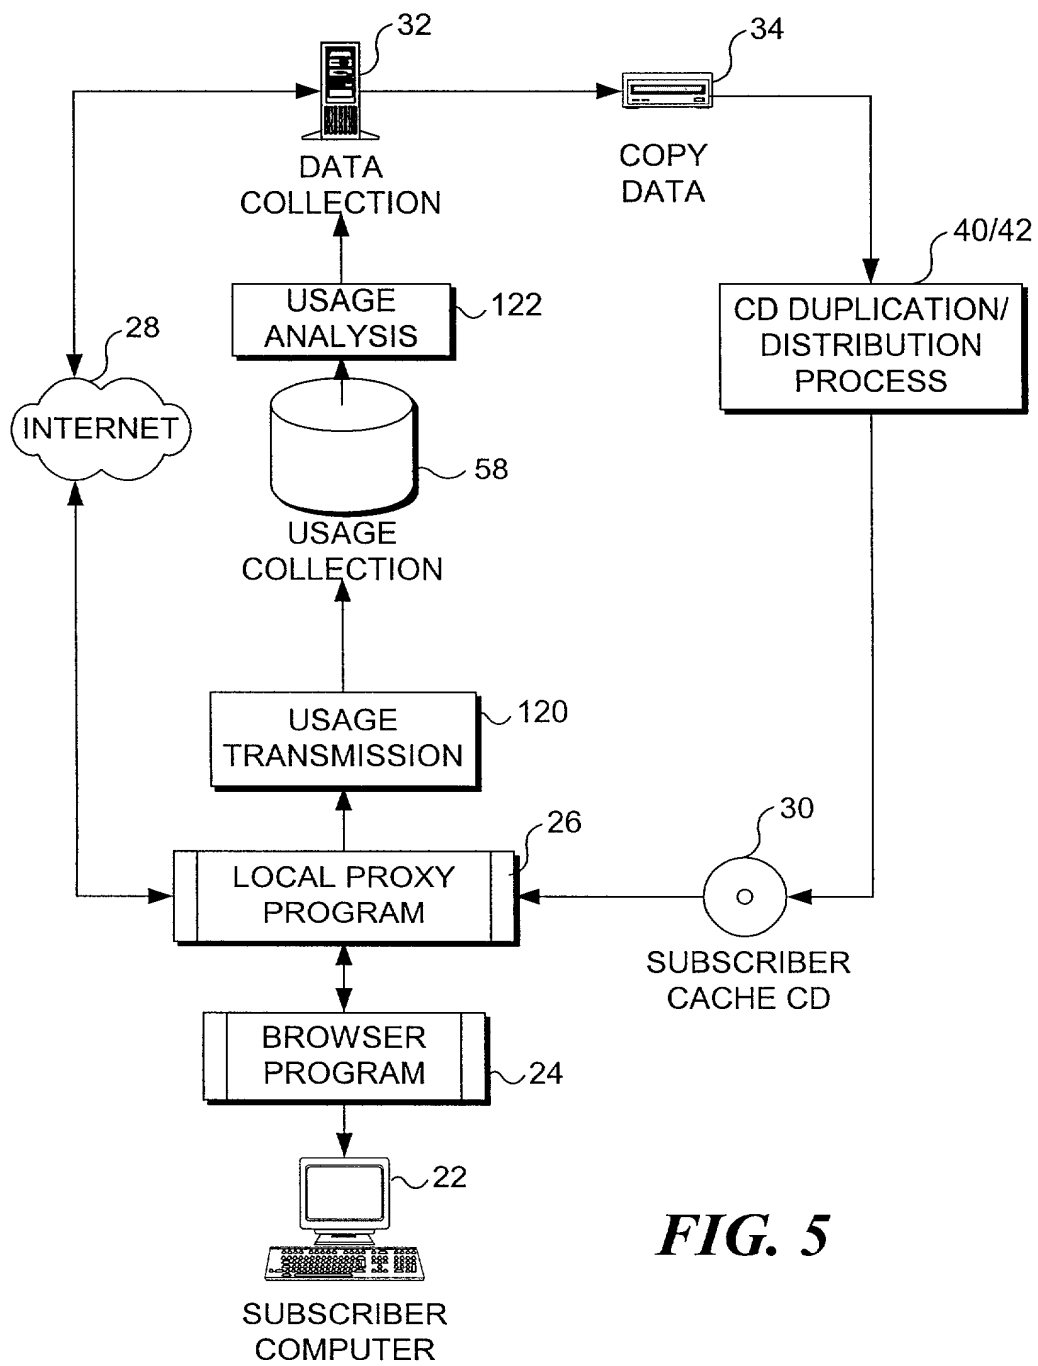 32
34
DATA
COLLECTION
COPY
DATA
40/42
USAGE
ANALYSIS
122
CD DUPLICATION/
DISTRIBUTION
PROCESS
28
INTERNET
58
USAGE
COLLECTION
USAGE
TRANSMISSION
120
26
30
LOCAL PROXY
PROGRAM
SUBSCRIBER
CACHE CD
BROWSER
PROGRAM
24
22
FIG. 5
SUBSCRIBER
COMPUTER